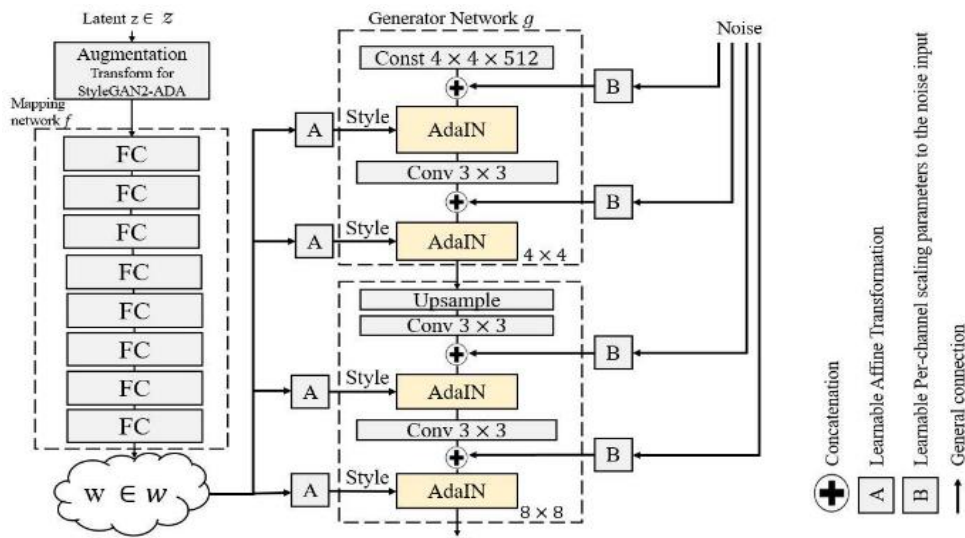 Latent z ∈ 𝒵
Augmentation
Transform for
StyleGAN2-ADA
Mapping
network f
FC
FC
FC
FC
FC
FC
FC
FC
w ∈ w
Generator Network g
Const 4 × 4 × 512
A
Style
AdaIN
Conv 3 × 3
A
Style
AdaIN
4 × 4
Upsample
Conv 3 × 3
A
Style
AdaIN
Conv 3 × 3
A
Style
AdaIN
8 × 8
Noise
B
B
B
B
Concatenation
A
Learnable Affine Transformation
B
Learnable Per-channel scaling parameters to the noise input
General connection